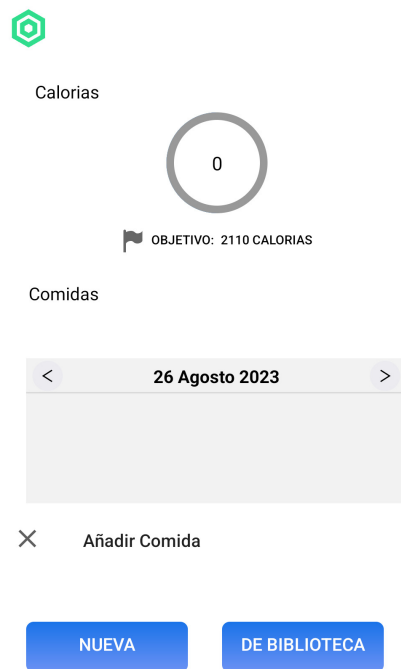 Calorias
0
OBJETIVO: 2110 CALORIAS
Comidas
< 26 Agosto 2023 >
Añadir Comida
NUEVA
DE BIBLIOTECA